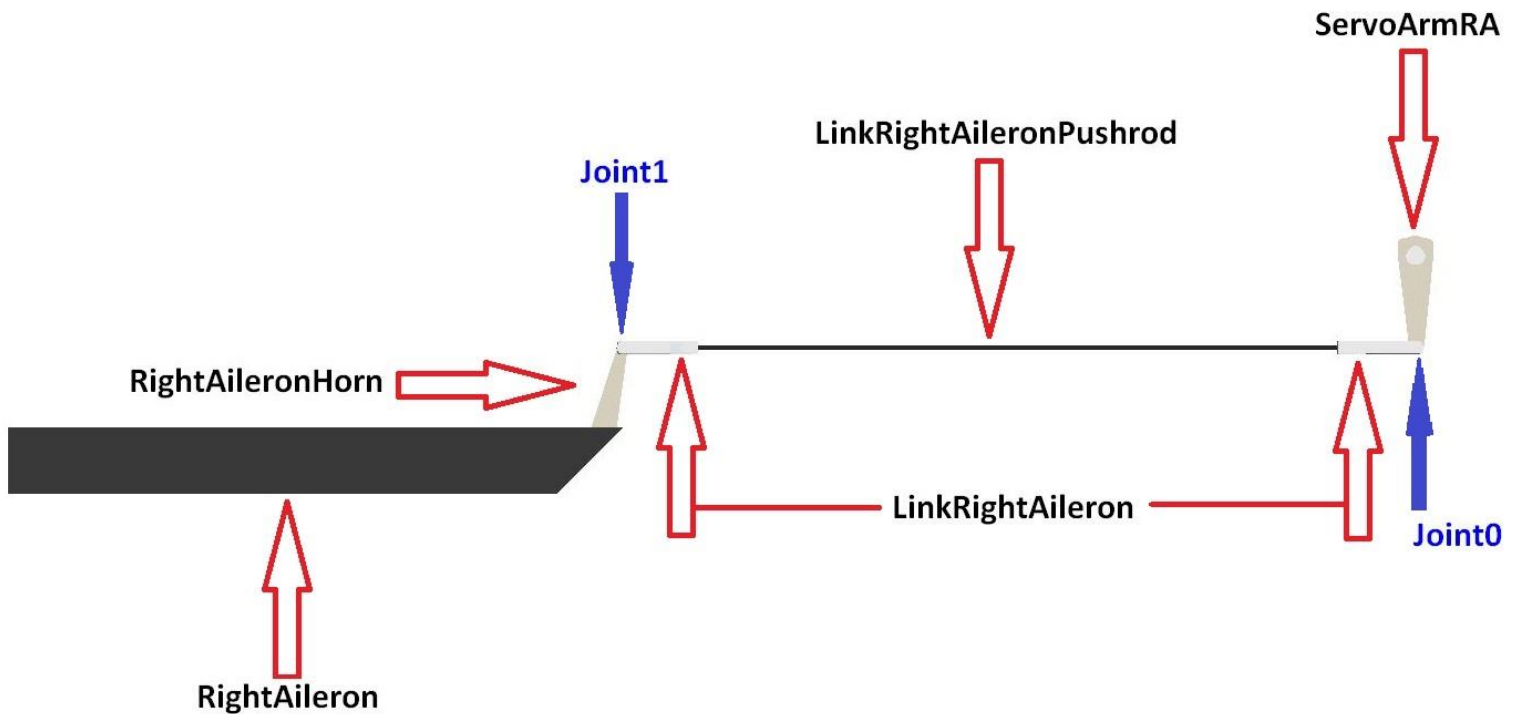 ServoArmRA
LinkRightAileronPushrod
Joint1
RightAileronHorn
LinkRightAileron
Joint0
RightAileron